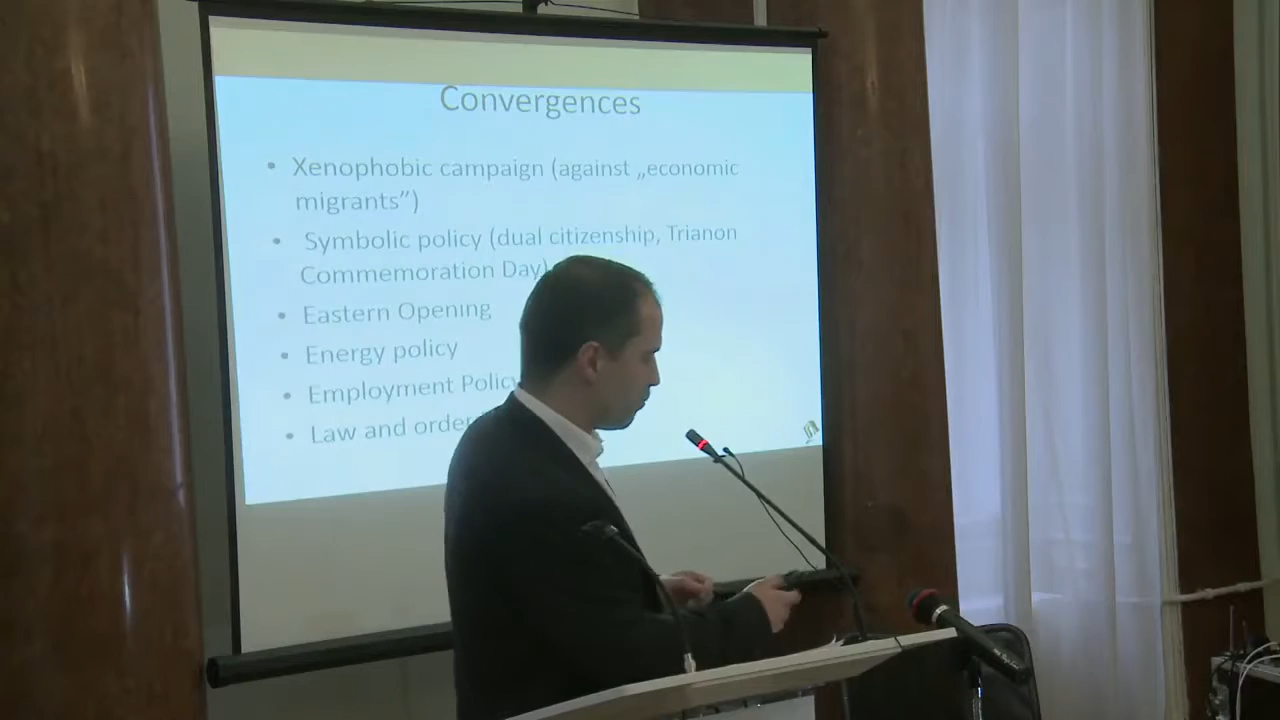 Convergences
• Xenophobic campaign (against „economic
migrants”)
• Symbolic policy (dual citizenship, Trianon
Commemoration Day)
• Eastern Opening
• Energy policy
• Employment Policy
• Law and order